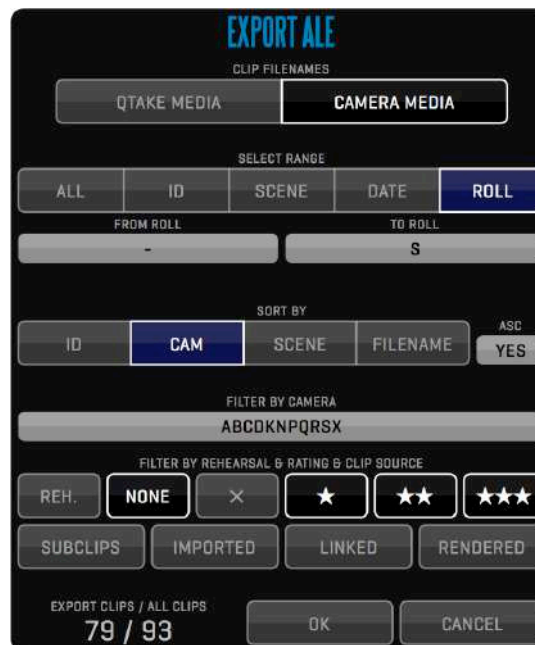 EXPORT ALE
CLIP FILENAMES
QTAKE MEDIA CAMERA MEDIA
SELECT RANGE
ALL ID SCENE DATE ROLL
FROM ROLL TO ROLL
- S
SORT BY
ID CAM SCENE FILENAME ASC YES
FILTER BY CAMERA
ABCDKNPQRSX
FILTER BY REHEARSAL & RATING & CLIP SOURCE
REH. NONE × ★ ★★ ★★★
SUBCLIPS IMPORTED LINKED RENDERED
EXPORT CLIPS / ALL CLIPS
79 / 93 OK CANCEL